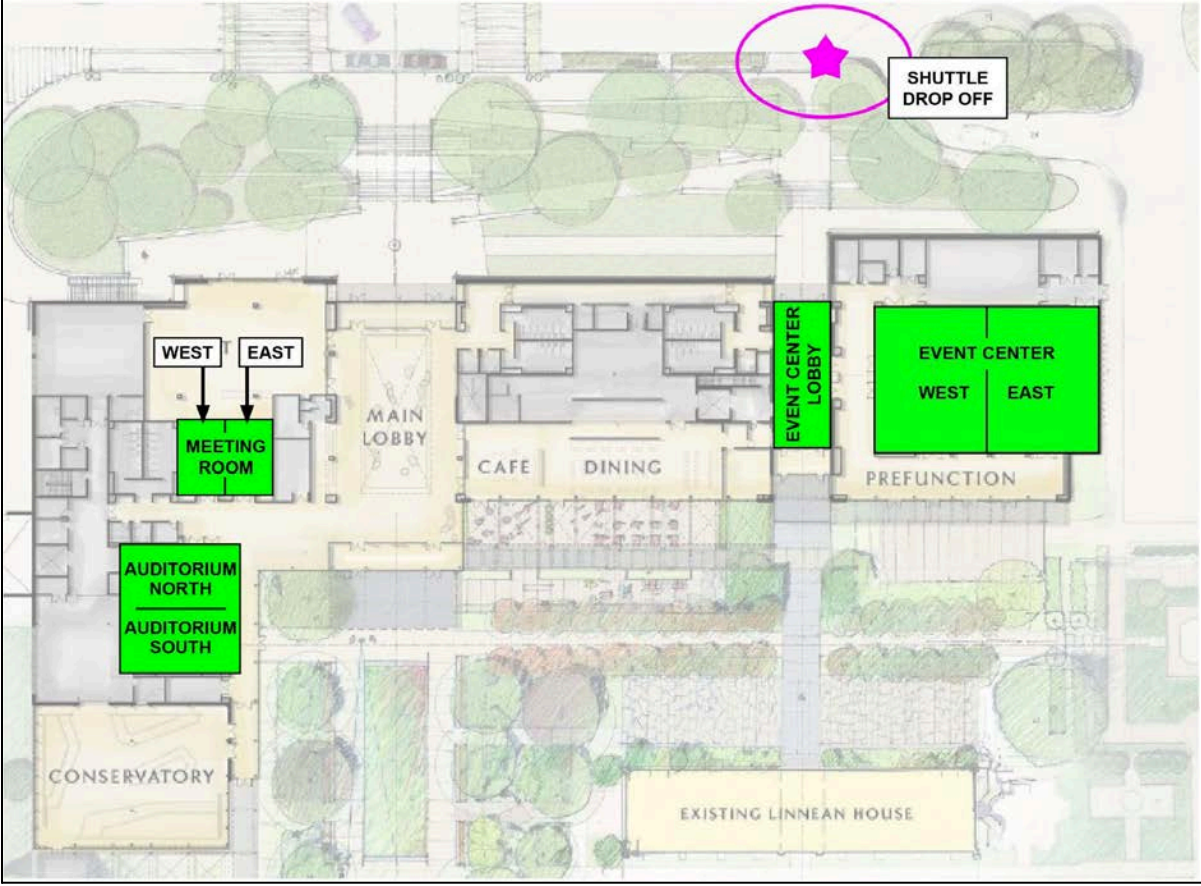 SHUTTLE
DROP OFF
WEST
EAST
MEETING
ROOM
MAIN
LOBBY
CAFE
DINING
EVENT CENTER
LOBBY
EVENT CENTER
WEST
EAST
PREFUNCTION
AUDITORIUM
NORTH
AUDITORIUM
SOUTH
CONSERVATORY
EXISTING LINNEAN HOUSE